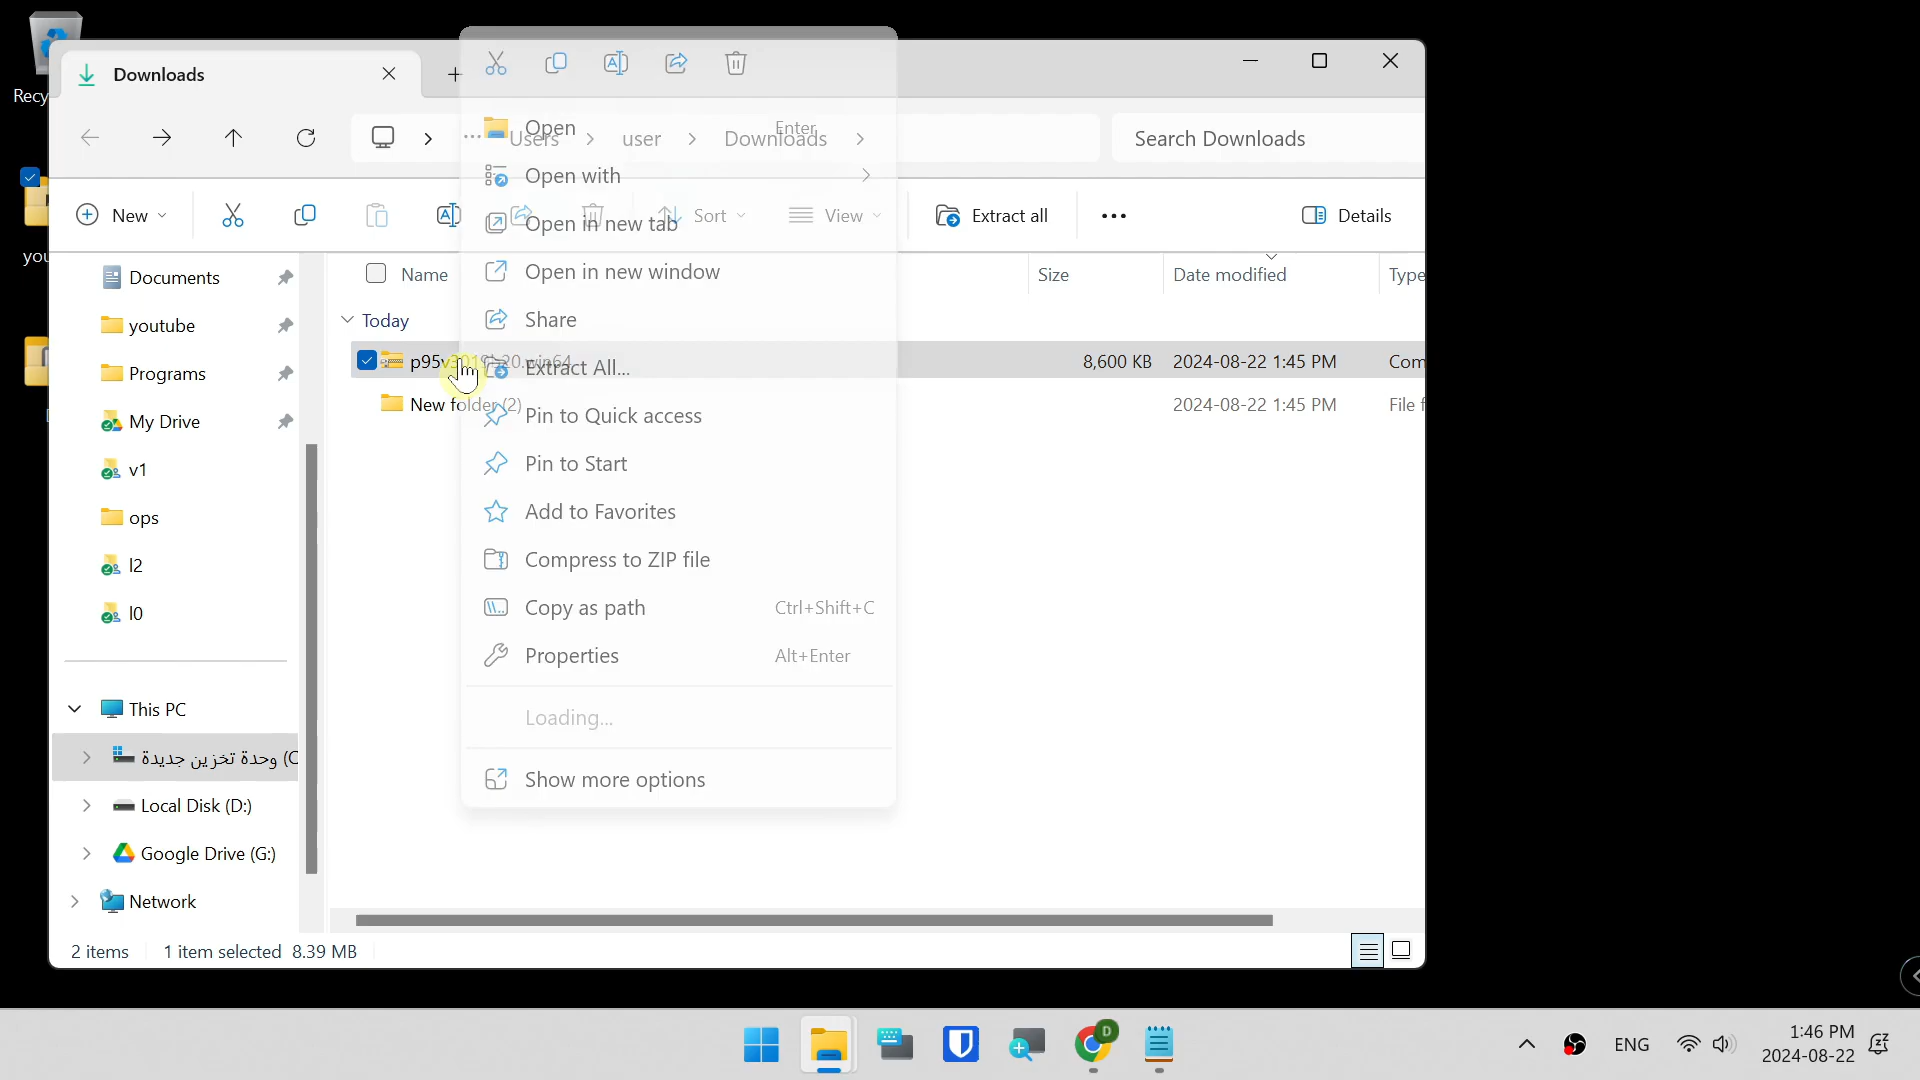 Recy
Downloads
Users
user
Downloads
Search Downloads
New
Sort
View
Extract all
Details
Open Enter
Open with
Open in new tab
Open in new window
Share
Extract All...
Pin to Quick access
Pin to Start
Add to Favorites
Compress to ZIP file
Copy as path Ctrl+Shift+C
Properties Alt+Enter
Loading...
Show more options
Name
Size
Date modified
Type
Today
p95v3019b20.win64 8,600 KB 2024-08-22 1:45 PM Com
New folder (2) 2024-08-22 1:45 PM File f
you
Documents
youtube
Programs
My Drive
v1
ops
l2
l0
This PC
وحدة تخزين جديدة (C
Local Disk (D:)
Google Drive (G:)
Network
2 items 1 item selected 8.39 MB
D
ENG
1:46 PM
2024-08-22